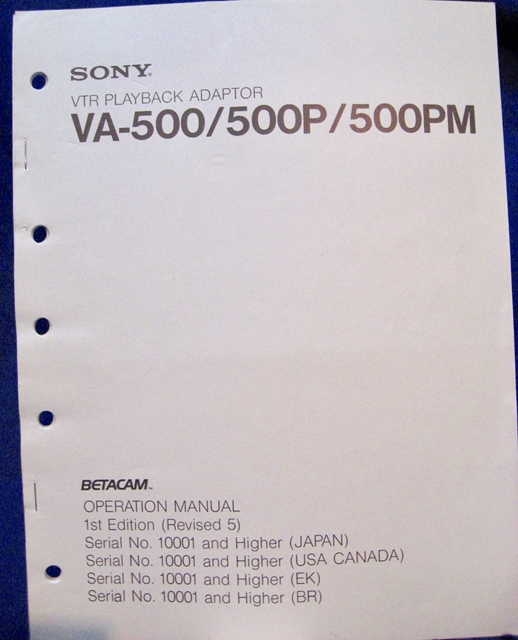 SONY®
VTR PLAYBACK ADAPTOR
VA-500/500P/500PM
BETACAM™
OPERATION MANUAL
1st Edition (Revised 5)
Serial No. 10001 and Higher (JAPAN)
Serial No. 10001 and Higher (USA CANADA)
Serial No. 10001 and Higher (EK)
Serial No. 10001 and Higher (BR)